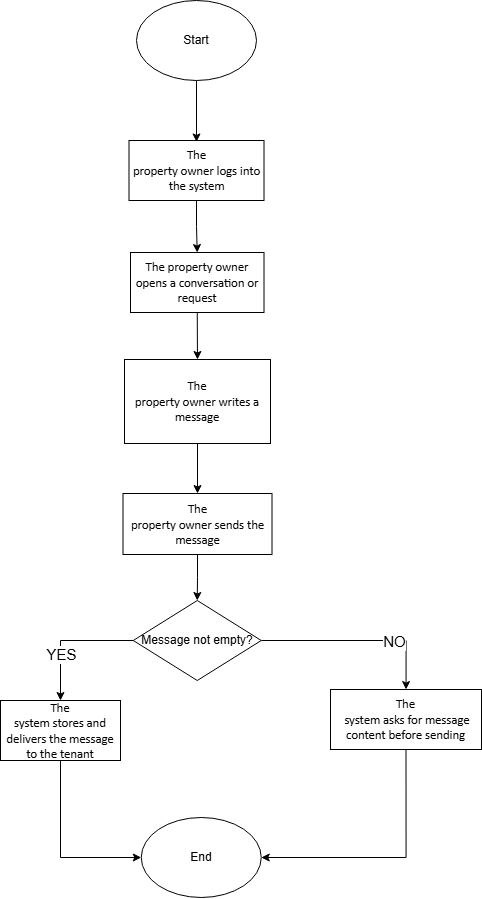 Start
The
property owner logs into
the system
The property owner
opens a conversation or
request
The
property owner writes a
message
The
property owner sends the
message
Message not empty?
YES
NO
The
system stores and
delivers the message
to the tenant
The
system asks for message
content before sending
End